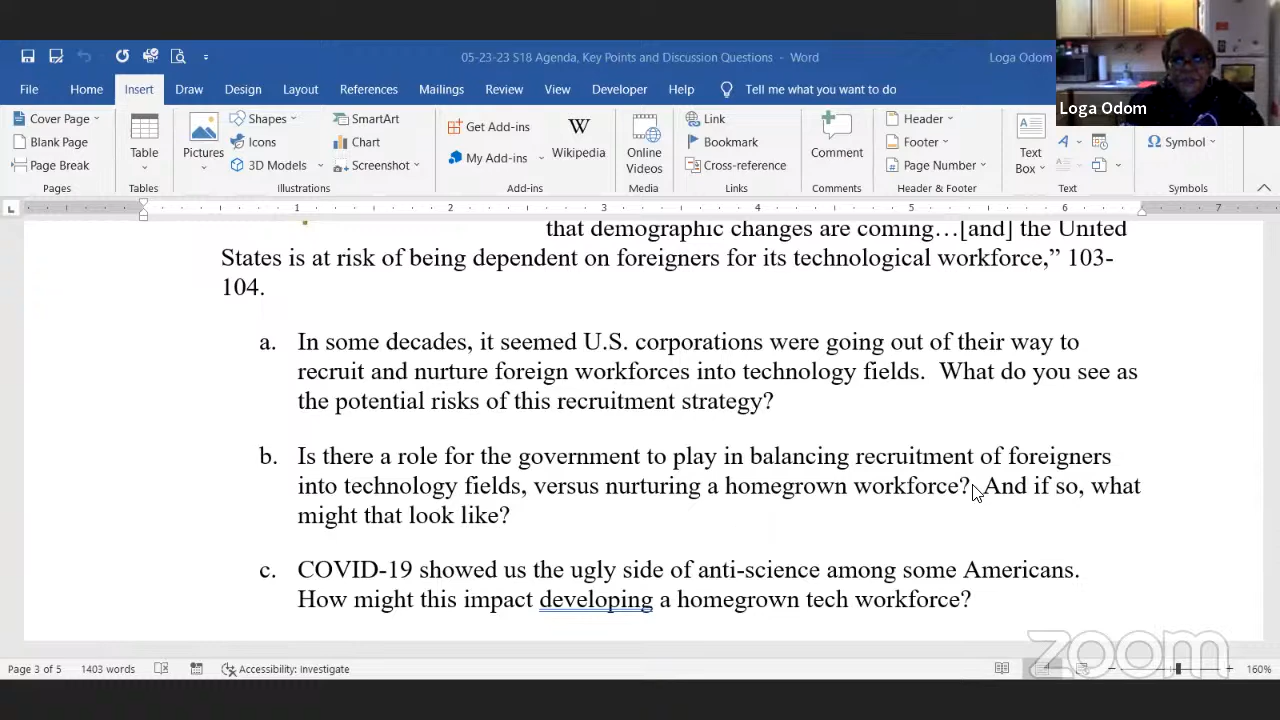 05-23-23 S18 Agenda, Key Points and Discussion Questions - Word
Loga Odom
File Home Insert Draw Design Layout References Mailings Review View Developer Help Tell me what you want to do
Loga Odom
Cover Page
Blank Page
Page Break
Pages
Table
Tables
Pictures
Shapes
Icons
3D Models
SmartArt
Chart
Screenshot
Illustrations
Get Add-ins
My Add-ins
W
Wikipedia
Add-ins
Online
Videos
Media
Link
Bookmark
Cross-reference
Links
Comment
Comments
Header
Footer
Page Number
Header & Footer
Text
Box
A
Text
Symbol
Symbols
1 2 3 4 5 6 7
that demographic changes are coming…[and] the United
States is at risk of being dependent on foreigners for its technological workforce,” 103-
104.
a. In some decades, it seemed U.S. corporations were going out of their way to
recruit and nurture foreign workforces into technology fields. What do you see as
the potential risks of this recruitment strategy?
b. Is there a role for the government to play in balancing recruitment of foreigners
into technology fields, versus nurturing a homegrown workforce? And if so, what
might that look like?
c. COVID-19 showed us the ugly side of anti-science among some Americans.
How might this impact developing a homegrown tech workforce?
zoom
Page 3 of 5 1403 words Accessibility: Investigate 160%